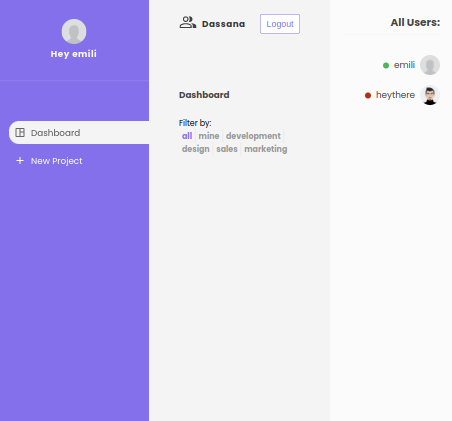 Hey emili
Dashboard
New Project
Dassana
Logout
Dashboard
Filter by:
all mine development
design sales marketing
All Users:
emili
heythere